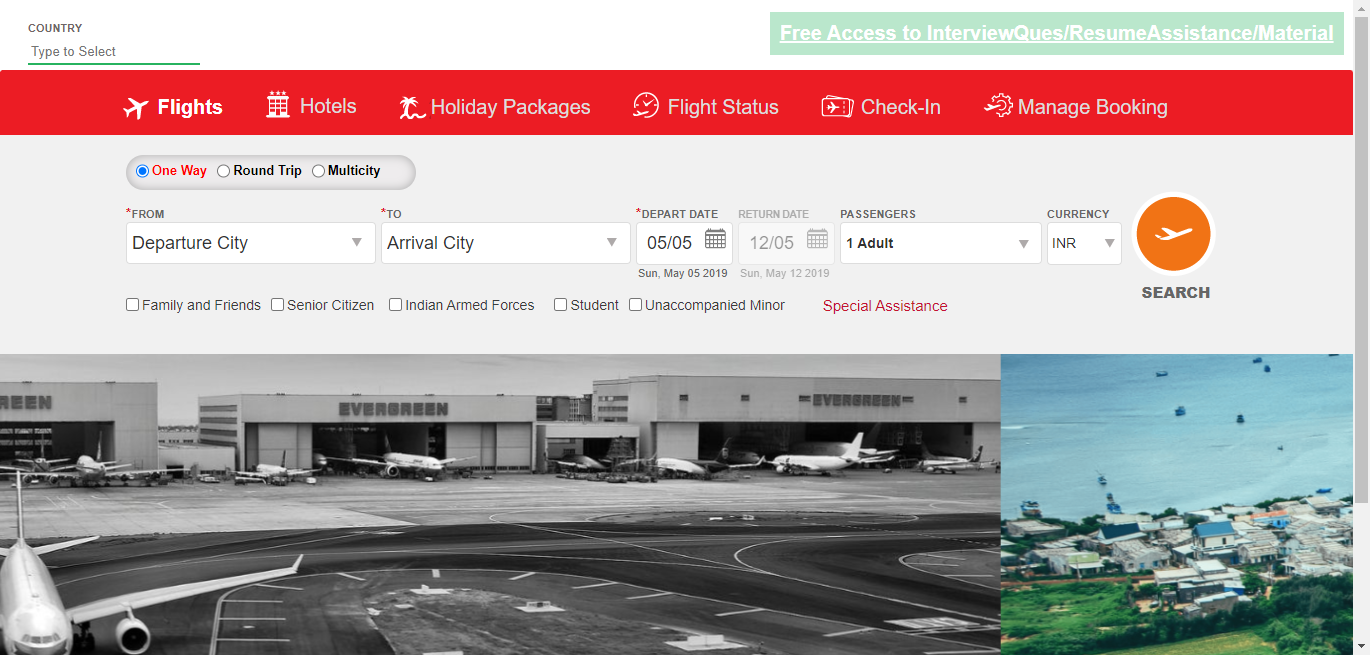 COUNTRY
Type to Select
Free Access to InterviewQues/ResumeAssistance/Material
Flights Hotels Holiday Packages Flight Status Check-In Manage Booking
One Way Round Trip Multicity
*FROM *TO *DEPART DATE RETURN DATE PASSENGERS CURRENCY
Departure City Arrival City 05/05 12/05 1 Adult INR
Sun, May 05 2019 Sun, May 12 2019
SEARCH
Family and Friends Senior Citizen Indian Armed Forces Student Unaccompanied Minor Special Assistance
REEN EVERGREEN EVERGREEN